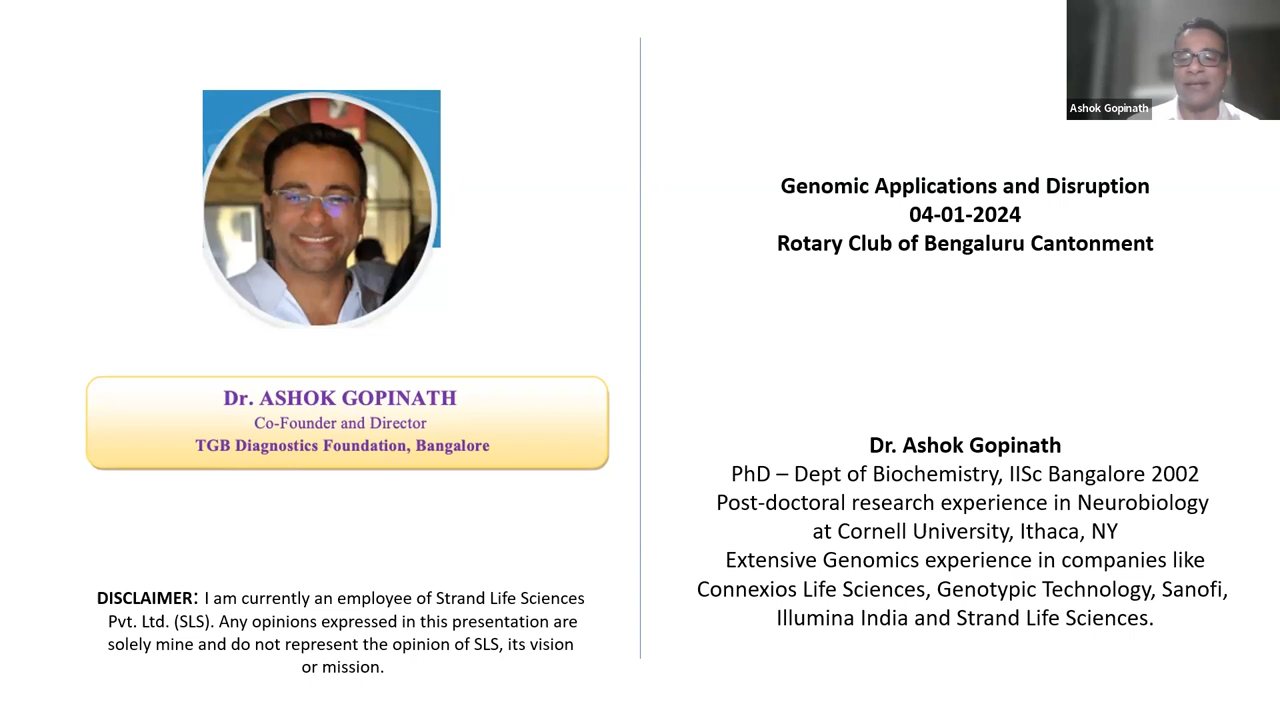 Ashok Gopinath
Dr. ASHOK GOPINATH
Co-Founder and Director
TGB Diagnostics Foundation, Bangalore
DISCLAIMER: I am currently an employee of Strand Life Sciences
Pvt. Ltd. (SLS). Any opinions expressed in this presentation are
solely mine and do not represent the opinion of SLS, its vision
or mission.
Genomic Applications and Disruption
04-01-2024
Rotary Club of Bengaluru Cantonment
Dr. Ashok Gopinath
PhD – Dept of Biochemistry, IISc Bangalore 2002
Post-doctoral research experience in Neurobiology
at Cornell University, Ithaca, NY
Extensive Genomics experience in companies like
Connexios Life Sciences, Genotypic Technology, Sanofi,
Illumina India and Strand Life Sciences.